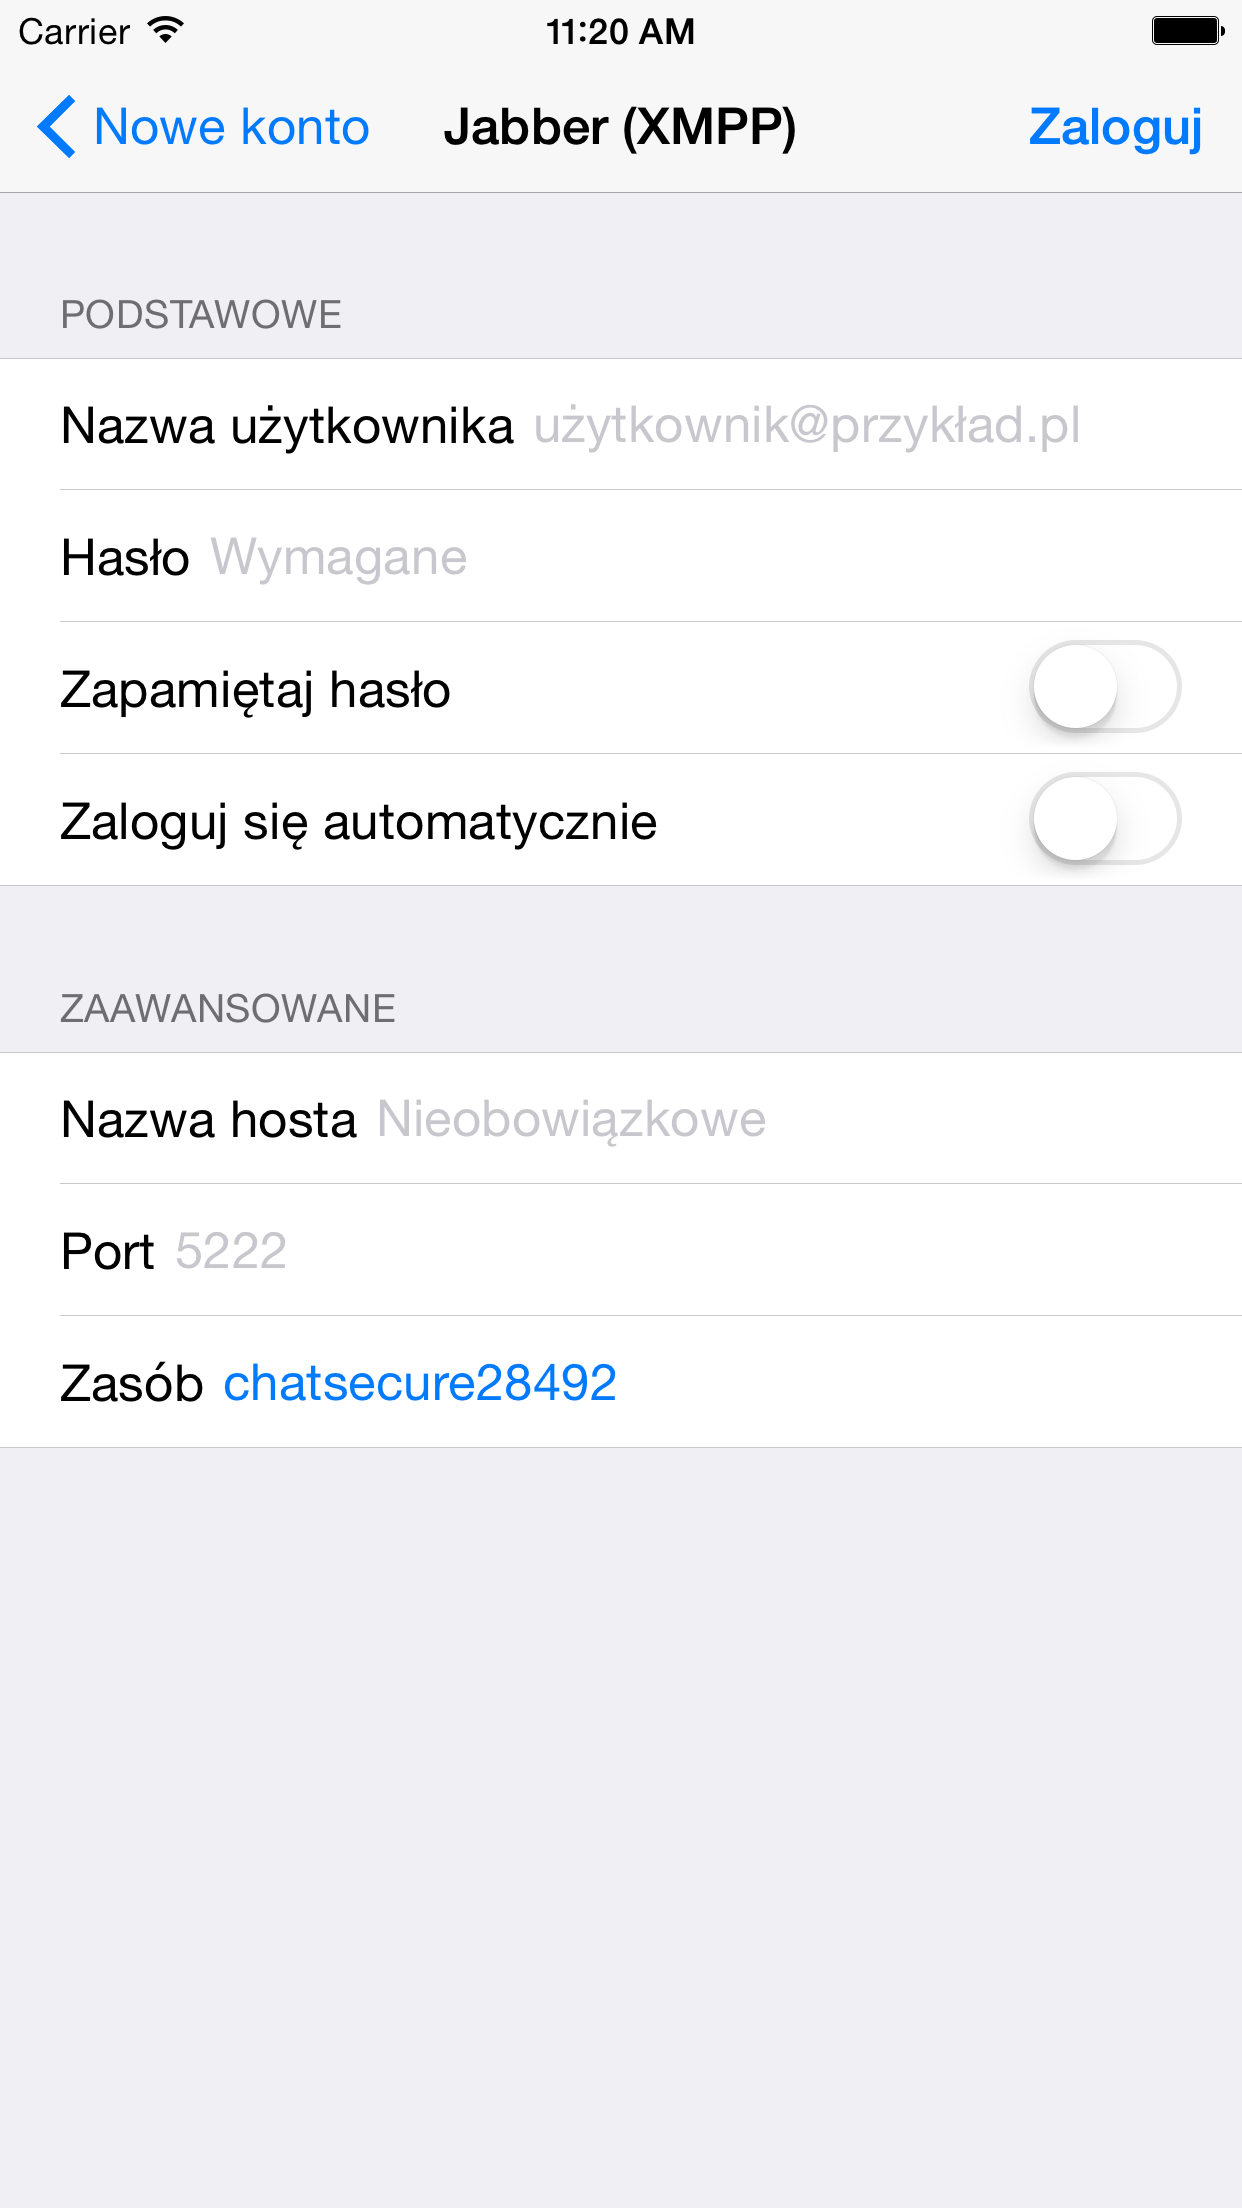 Carrier 11:20 AM
Nowe konto Jabber (XMPP) Zaloguj
PODSTAWOWE
Nazwa użytkownika użytkownik@przykład.pl
Hasło Wymagane
Zapamiętaj hasło
Zaloguj się automatycznie
ZAAWANSOWANE
Nazwa hosta Nieobowiązkowe
Port 5222
Zasób chatsecure28492